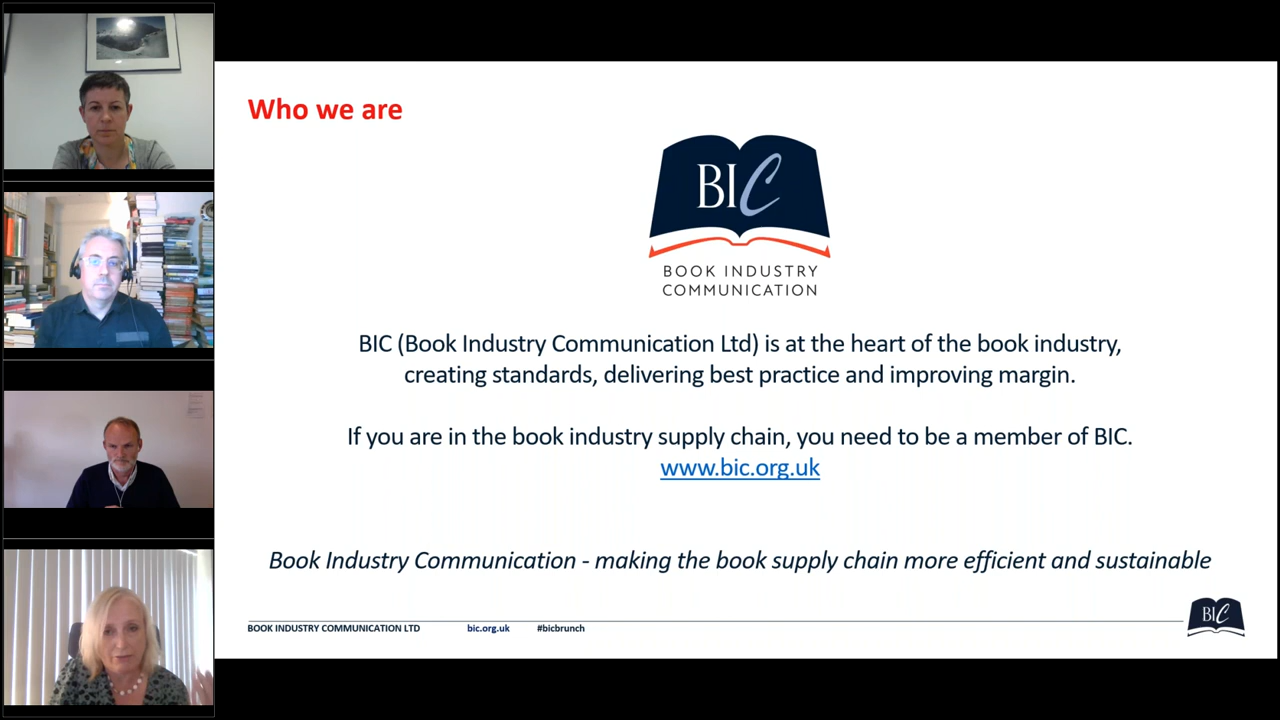 Who we are
BIC
BOOK INDUSTRY
COMMUNICATION
BIC (Book Industry Communication Ltd) is at the heart of the book industry,
creating standards, delivering best practice and improving margin.
If you are in the book industry supply chain, you need to be a member of BIC.
www.bic.org.uk
Book Industry Communication - making the book supply chain more efficient and sustainable
BOOK INDUSTRY COMMUNICATION LTD bic.org.uk #bicbrunch
BIC